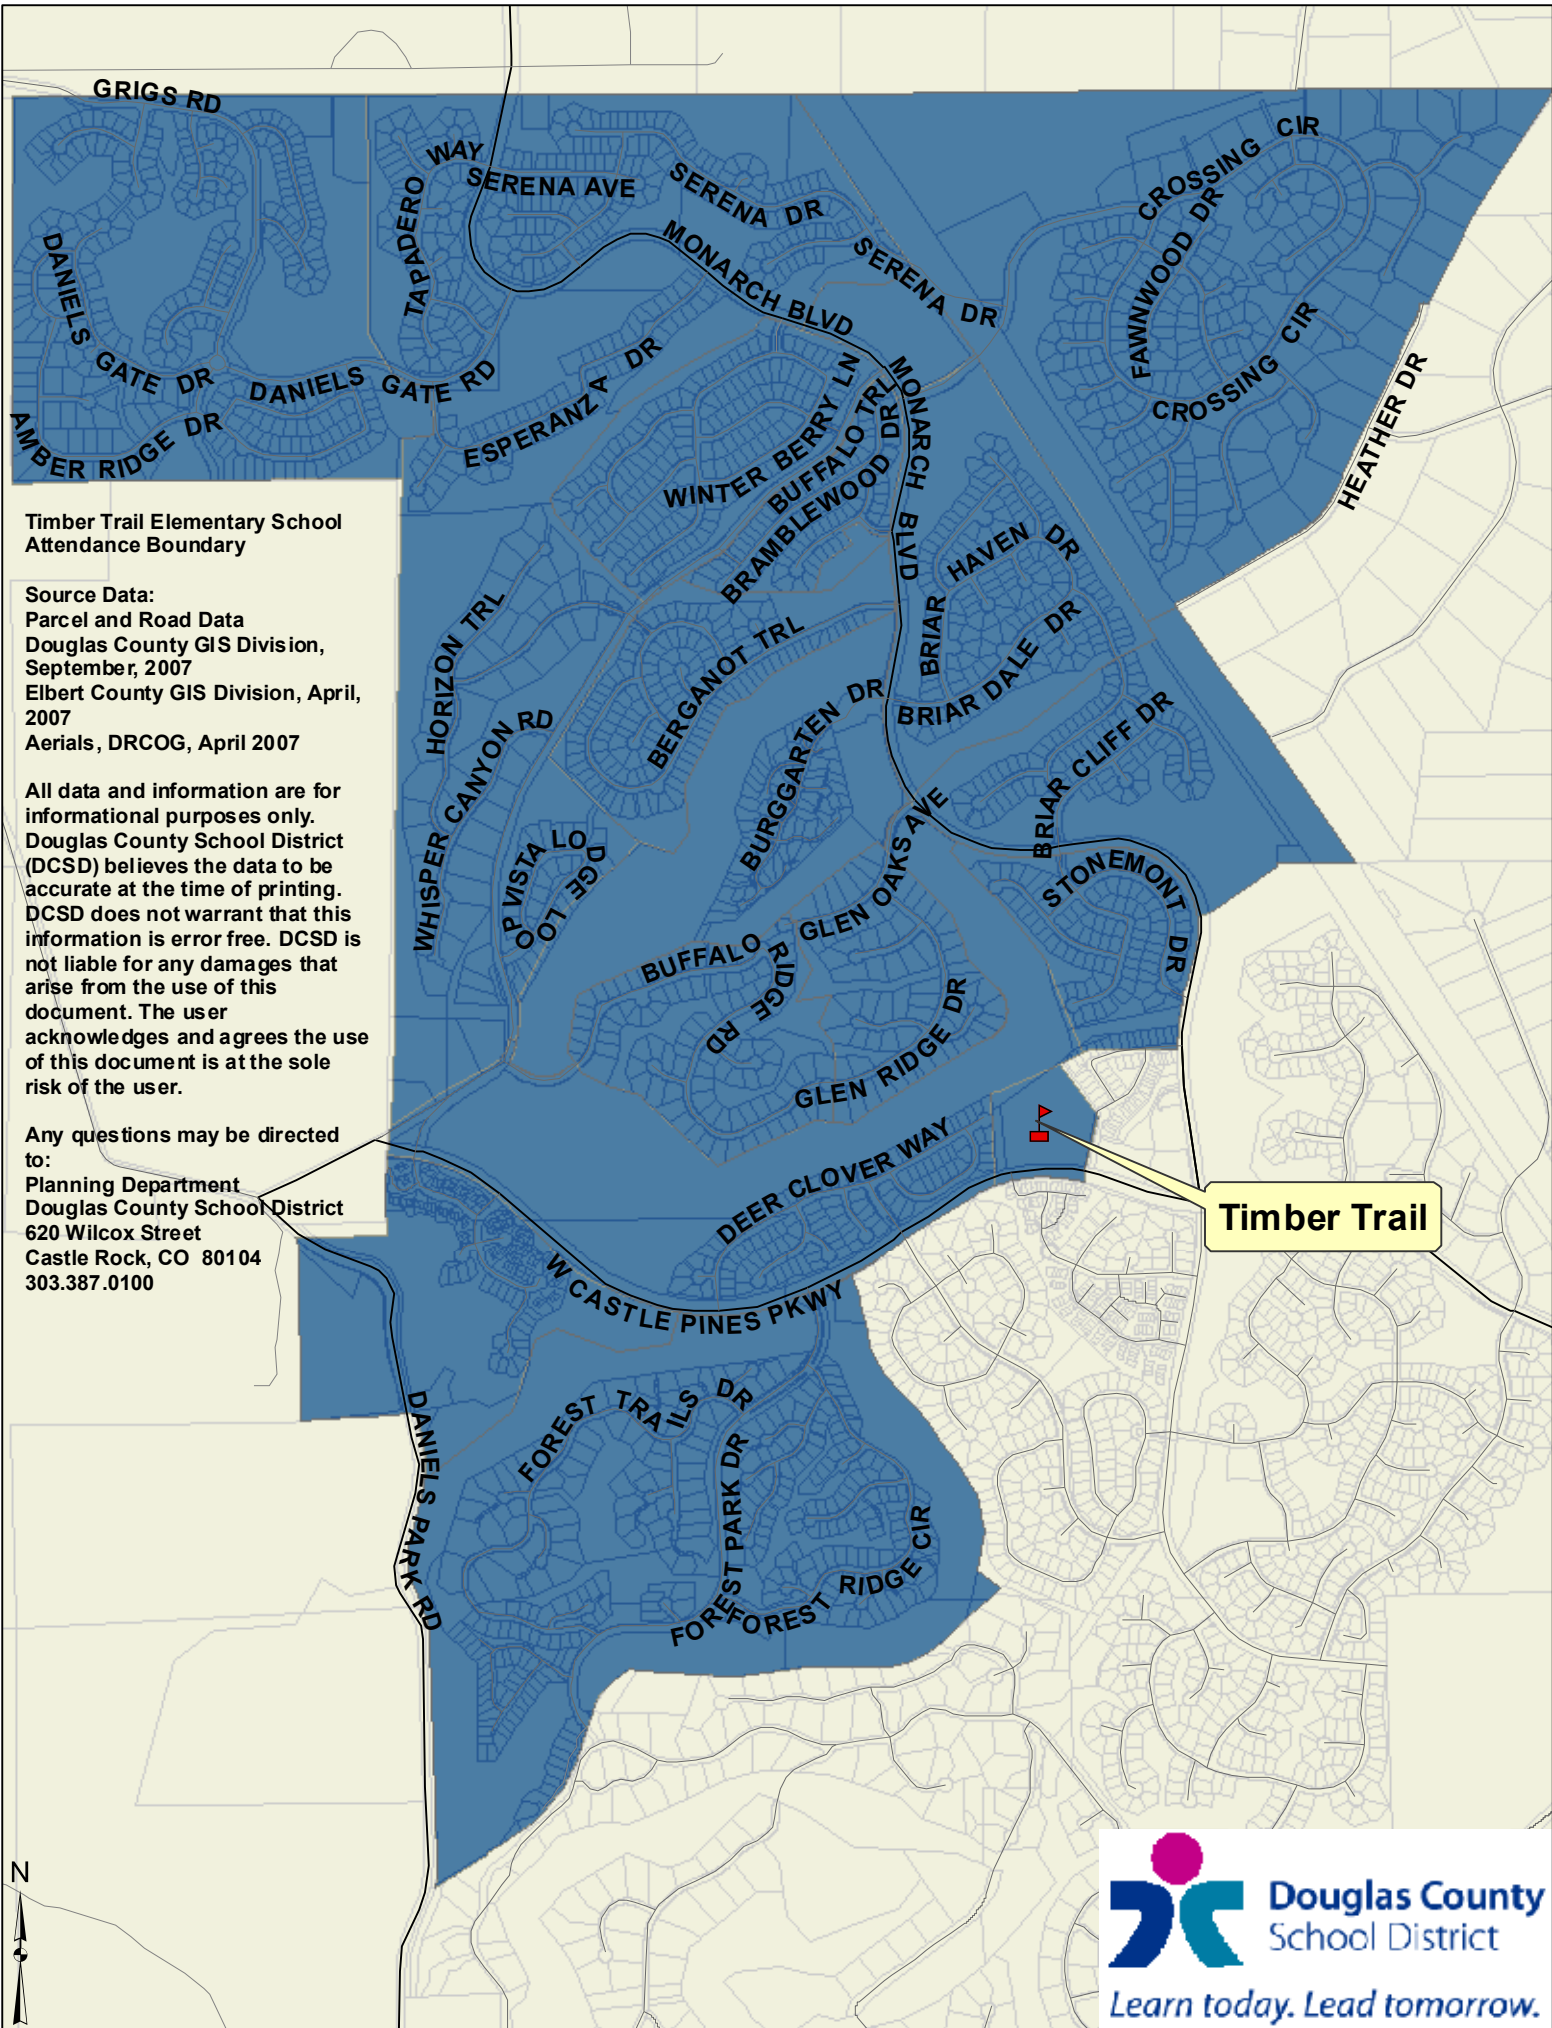 GRIGS RD
WAY
SERENA AVE
TAPADERO
SERENA DR
MONARCH BLVD
SERENA DR
CROSSING CIR
FAWNWOOD DR
CROSSING CIR
HEATHER DR
DANIELS GATE DR
DANIELS GATE RD
AMBER RIDGE DR
ESPERANZA DR
WINTER BERRY LN
BUFFALO TRL
BRAMBLEWOOD DR
MONARCH BLVD
BRIAR HAVEN DR
BRIAR DALE DR
BRIAR CLIFF DR
HORIZON TRL
BERGANOT TRL
WHISPER CANYON RD
BURGGARTEN DR
VISTA LODGE LOOP
GLEN OAKS AVE
STONEMONT DR
BUFFALO RIDGE RD
GLEN RIDGE DR
DEER CLOVER WAY
W CASTLE PINES PKWY
FOREST TRAILS DR
FOREST PARK DR
FOREST RIDGE CIR
DANIELS PARK RD
Timber Trail
Timber Trail Elementary School
Attendance Boundary
Source Data:
Parcel and Road Data
Douglas County GIS Division,
September, 2007
Elbert County GIS Division, April,
2007
Aerials, DRCOG, April 2007
All data and information are for
informational purposes only.
Douglas County School District
(DCSD) believes the data to be
accurate at the time of printing.
DCSD does not warrant that this
information is error free. DCSD is
not liable for any damages that
arise from the use of this
document. The user
acknowledges and agrees the use
of this document is at the sole
risk of the user.
Any questions may be directed
to:
Planning Department
Douglas County School District
620 Wilcox Street
Castle Rock, CO 80104
303.387.0100
N
Douglas County
School District
Learn today. Lead tomorrow.